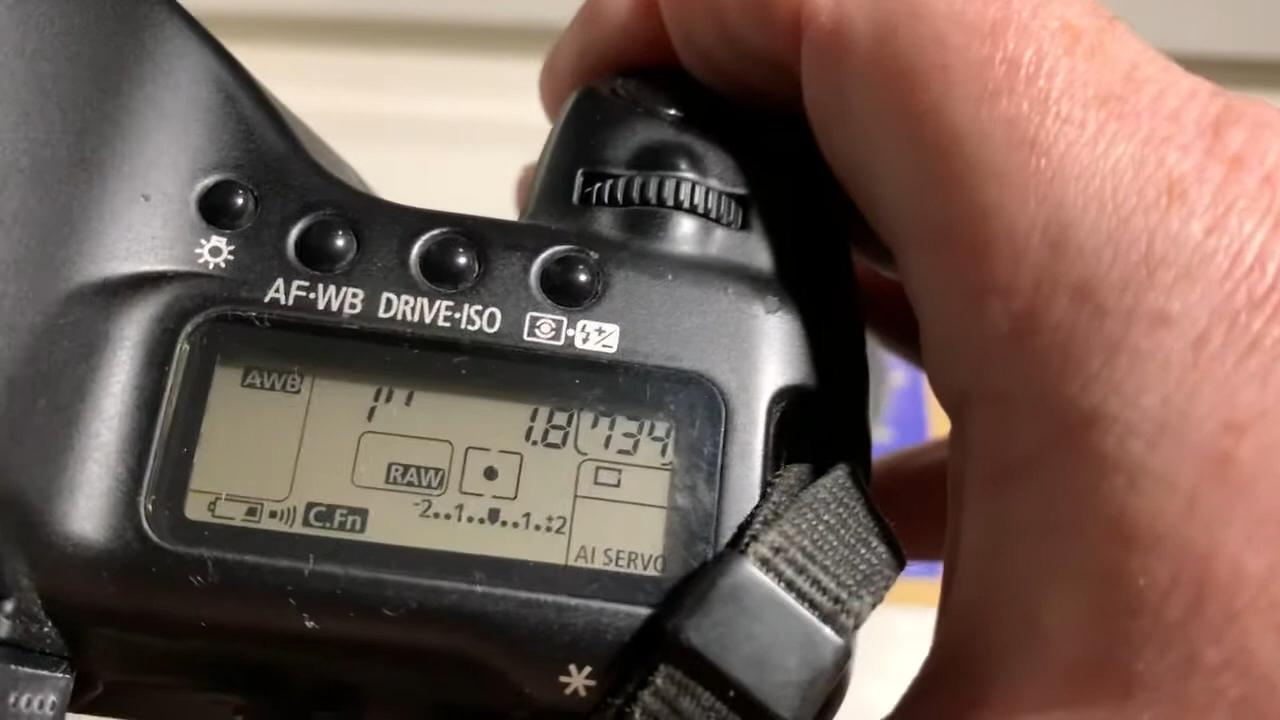 AF•WB DRIVE•ISO
AWB
1" 1.8 734
RAW
C.Fn -2..1..▼..1.:2
AI SERVO